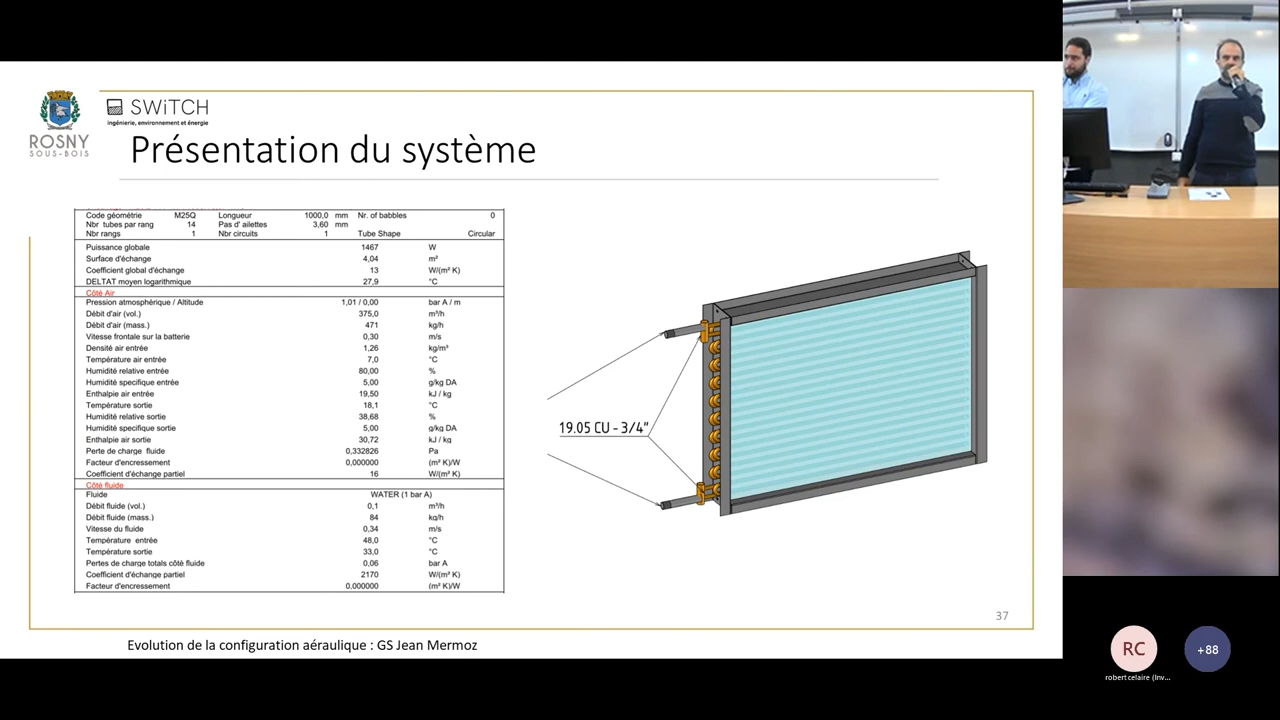 ROSNY
SOUS-BOIS
SWiTCH
ingénierie, environnement et énergie
Présentation du système
Code géométrie M25Q Longueur 1000,0 mm Nr. of babbles 0
Nbr tubes par rang 14 Pas d' ailettes 3,60 mm
Nbr rangs 1 Nbr circuits 1 Tube Shape Circular
Puissance globale 1467 W
Surface d'échange 4,04 m²
Coefficient global d'échange 13 W/(m² K)
DELTAT moyen logarithmique 27,9 °C
Côté Air
Pression atmosphèrique / Altitude 1,01 / 0,00 bar A / m
Débit d'air (vol.) 375,0 m³/h
Débit d'air (mass.) 471 kg/h
Vitesse frontale sur la batterie 0,30 m/s
Densité air entrée 1,26 kg/m³
Température air entrée 7,0 °C
Humidité relative entrée 80,00 %
Humidité specifique entrée 5,00 g/kg DA
Enthalpie air entrée 19,50 kJ / kg
Température sortie 18,1 °C
Humidité relative sortie 38,68 %
Humidité specifique sortie 5,00 g/kg DA
Enthalpie air sortie 30,72 kJ / kg
Perte de charge fluide 0,332826 Pa
Facteur d'encressement 0,000000 (m² K)/W
Coefficient d'échange partiel 16 W/(m² K)
Côté fluide
Fluide WATER (1 bar A)
Débit fluide (vol.) 0,1 m³/h
Débit fluide (mass.) 84 kg/h
Vitesse du fluide 0,34 m/s
Température entrée 48,0 °C
Température sortie 33,0 °C
Pertes de charge totals côté fluide 0,06 bar A
Coefficient d'échange partiel 2170 W/(m² K)
Facteur d'encressement 0,000000 (m² K)/W
19.05 CU - 3/4"
37
Evolution de la configuration aéraulique : GS Jean Mermoz
RC
+88
robert celaire (Inv...